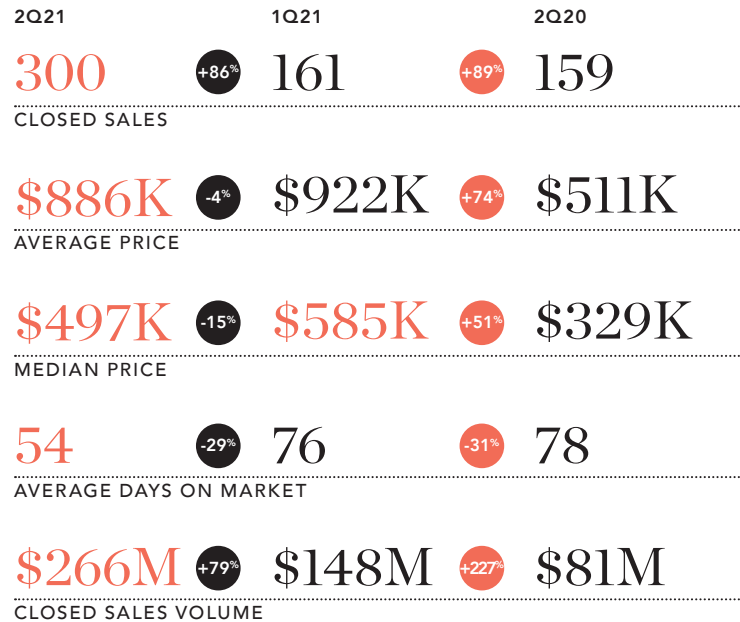 2Q21 1Q21 2Q20
300 +86% 161 +89% 159
CLOSED SALES
$886K -4% $922K +74% $511K
AVERAGE PRICE
$497K -15% $585K +51% $329K
MEDIAN PRICE
54 -29% 76 -31% 78
AVERAGE DAYS ON MARKET
$266M +79% $148M +227% $81M
CLOSED SALES VOLUME